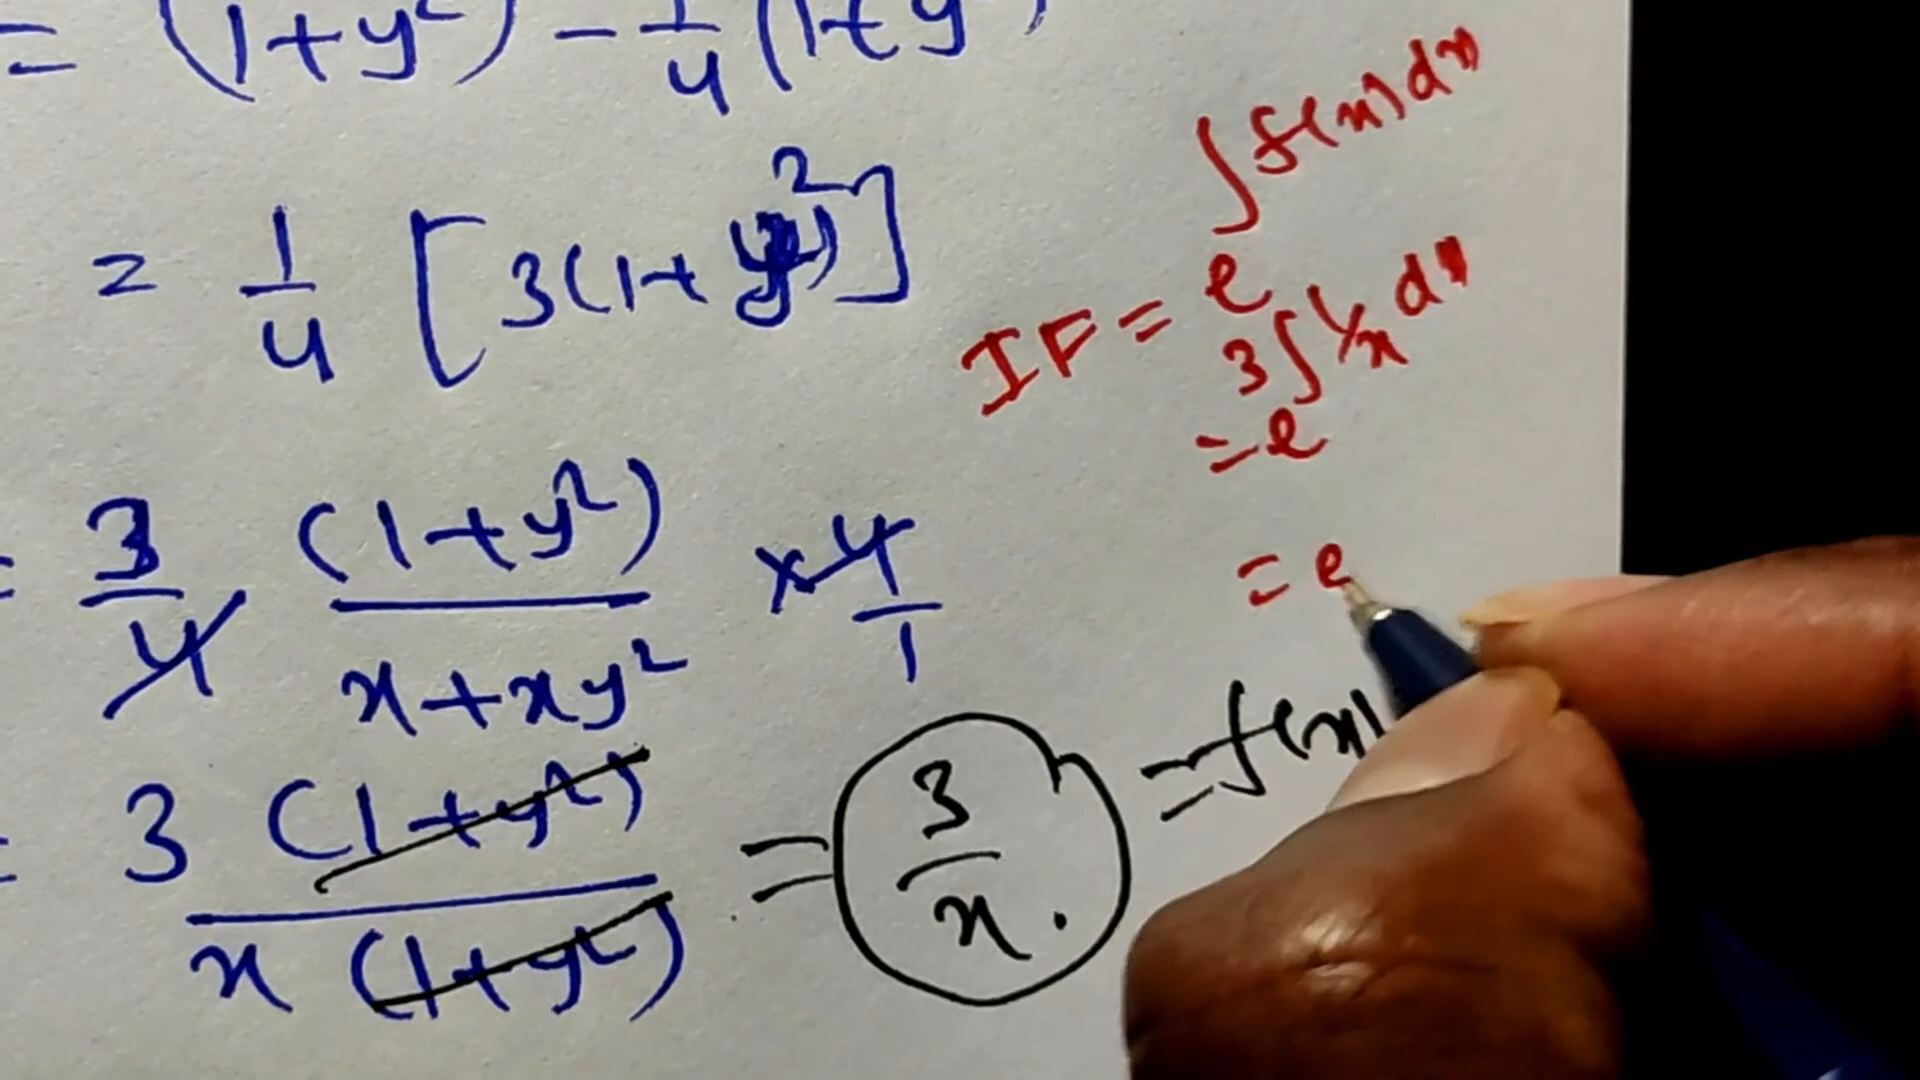 = (1+y²) - 1/4 (1+y
= 1/4 [3(1+y²)]
= 3/4 (1+y²)/(x+xy²) × 4/1
= 3(1+y²)/x(1+y²) = 3/x. = f(x)
IF = e^∫f(x)dx
= e^3∫1/x dx
= e